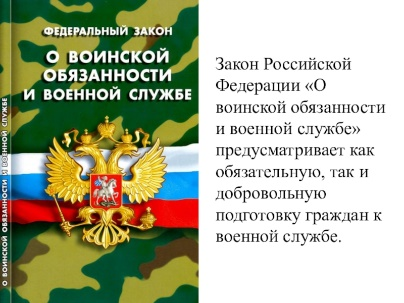 ФЕДЕРАЛЬНЫЙ ЗАКОН
О ВОИНСКОЙ
ОБЯЗАННОСТИ
И ВОЕННОЙ СЛУЖБЕ
О ВОИНСКОЙ ОБЯЗАННОСТИ И ВОЕННОЙ СЛУЖБЕ
Закон Российской
Федерации «О
воинской обязанности
и военной службе»
предусматривает как
обязательную, так и
добровольную
подготовку граждан к
военной службе.